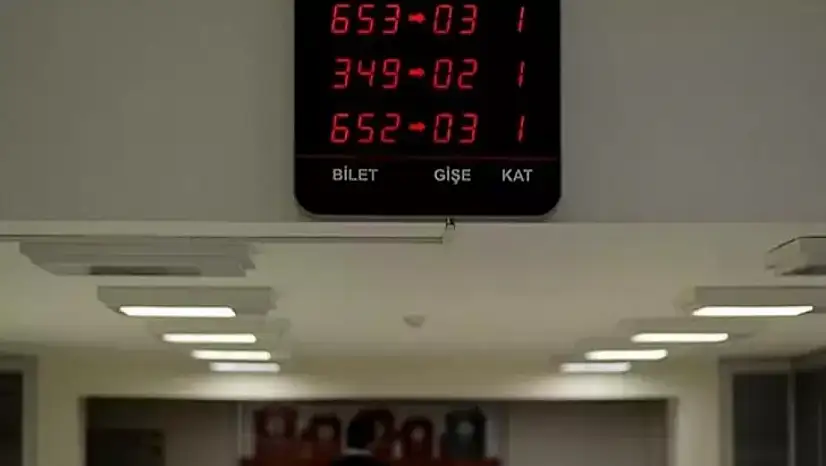 653→03 1
349→02 1
652→03 1
BİLET GİŞE KAT